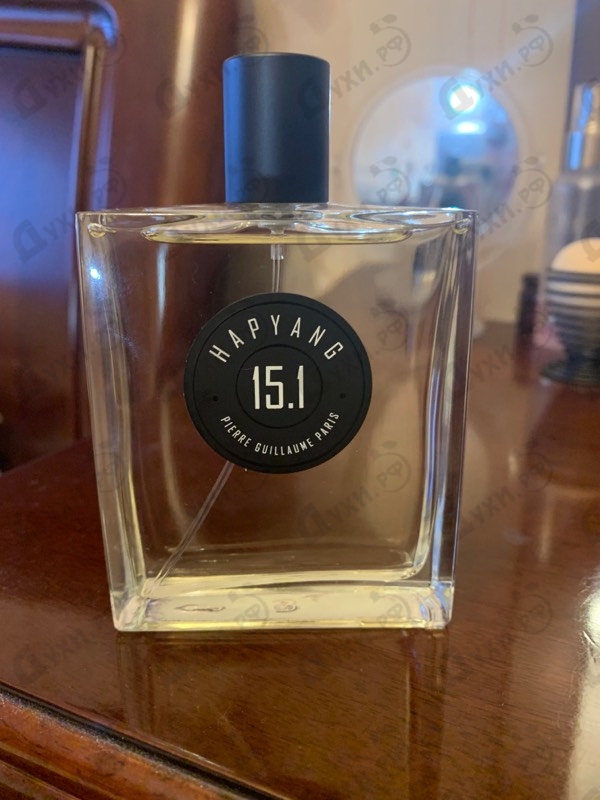 HAPYANG
15.1
PIERRE GUILLAUME PARIS
Духи.рф